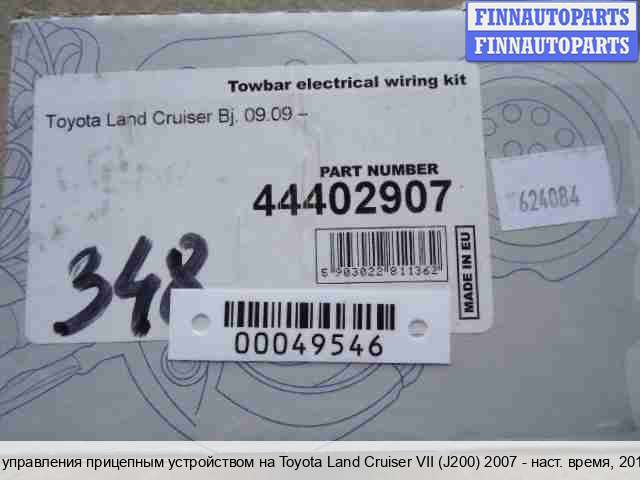 FINNAUTOPARTS
FINNAUTOPARTS
Towbar electrical wiring kit
Toyota Land Cruiser Bj. 09.09 –
PART NUMBER
44402907
624084
5 903022 811362
MADE IN EU
348
00049546
управления прицепным устройством на Toyota Land Cruiser VII (J200) 2007 - наст. время, 201